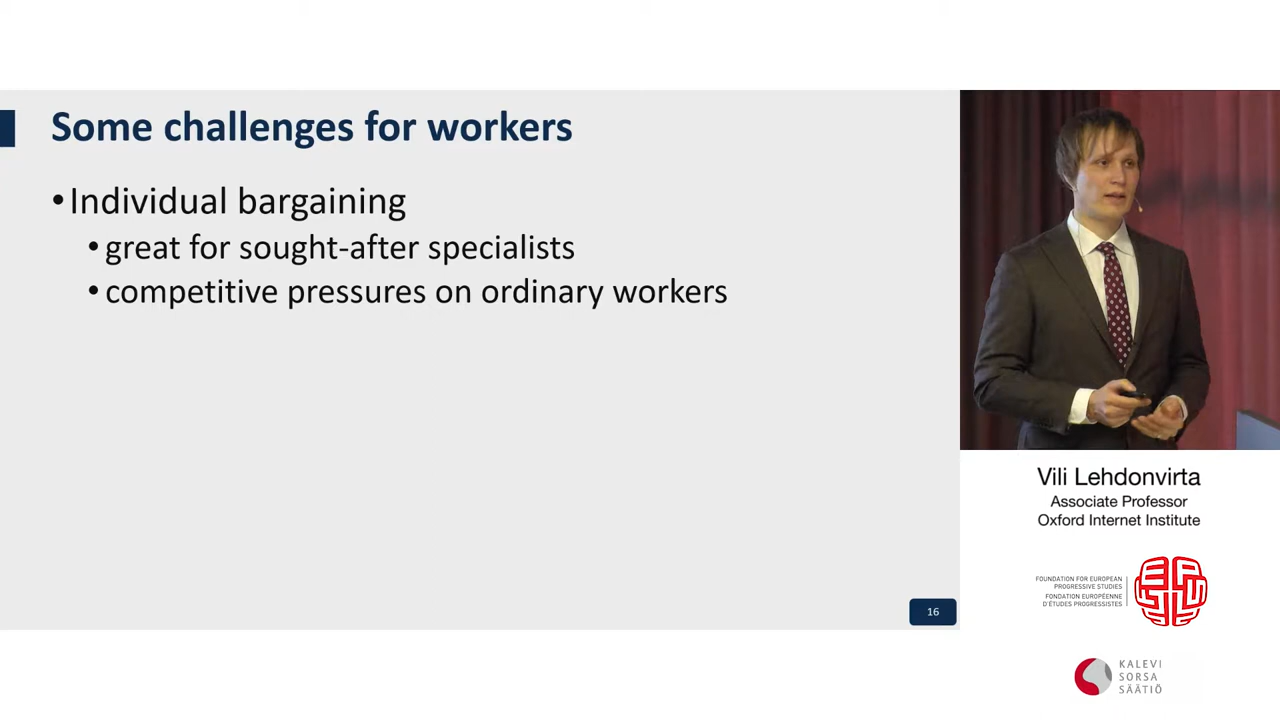 Some challenges for workers
•Individual bargaining
•great for sought-after specialists
•competitive pressures on ordinary workers
16
Vili Lehdonvirta
Associate Professor
Oxford Internet Institute
FOUNDATION FOR EUROPEAN
PROGRESSIVE STUDIES
FONDATION EUROPÉENNE
D'ÉTUDES PROGRESSISTES
KALEVI
SORSA
SÄÄTIÖ